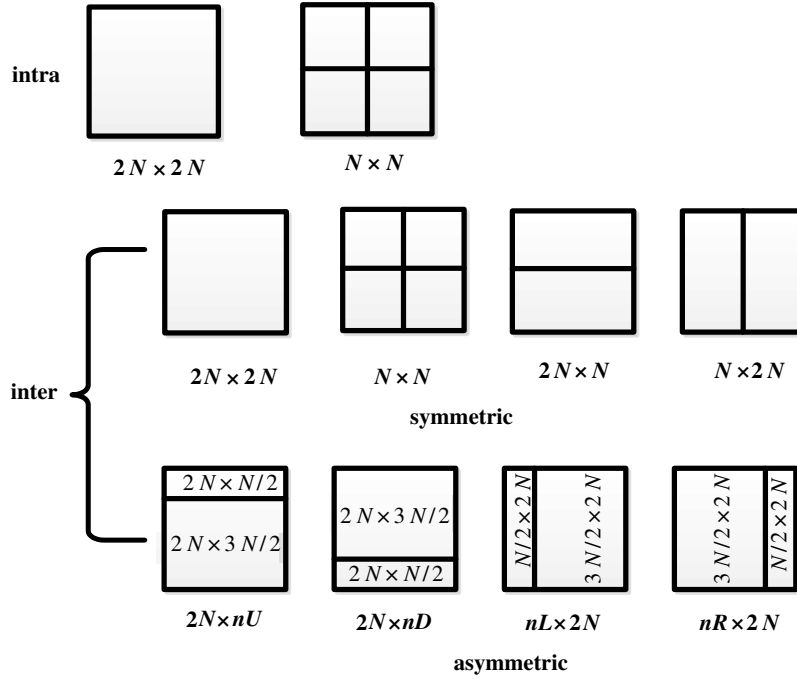 intra
2N×2N
N×N
2N×2N
N×N
2N×N
N×2N
inter
symmetric
2N×N/2
2N×3N/2
2N×3N/2
2N×N/2
N/2×2N
3N/2×2N
3N/2×2N
N/2×2N
2N×nU
2N×nD
nL×2N
nR×2N
asymmetric